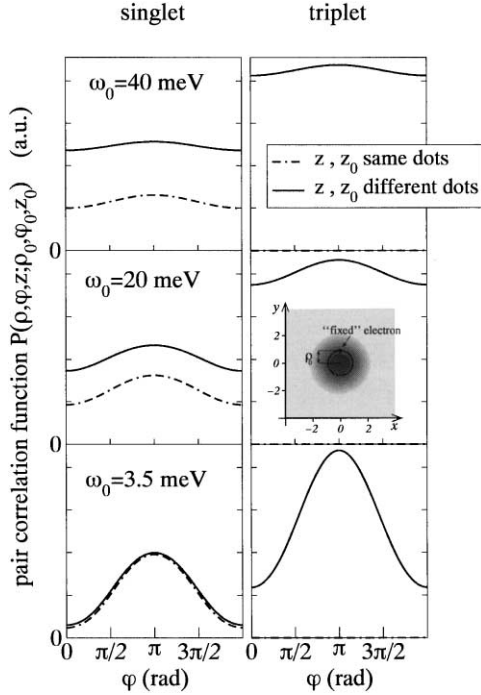 singlet
triplet
pair correlation function P(ρ,φ,z;ρ₀,φ₀,z₀) (a.u.)
ω₀=40 meV
z , z₀ same dots
z , z₀ different dots
0
ω₀=20 meV
y
"fixed" electron
2
0
ρ₀
−2
−2 0 2
x
0
ω₀=3.5 meV
0
0 π/2 π 3π/2
φ (rad)
0 π/2 π 3π/2
φ (rad)